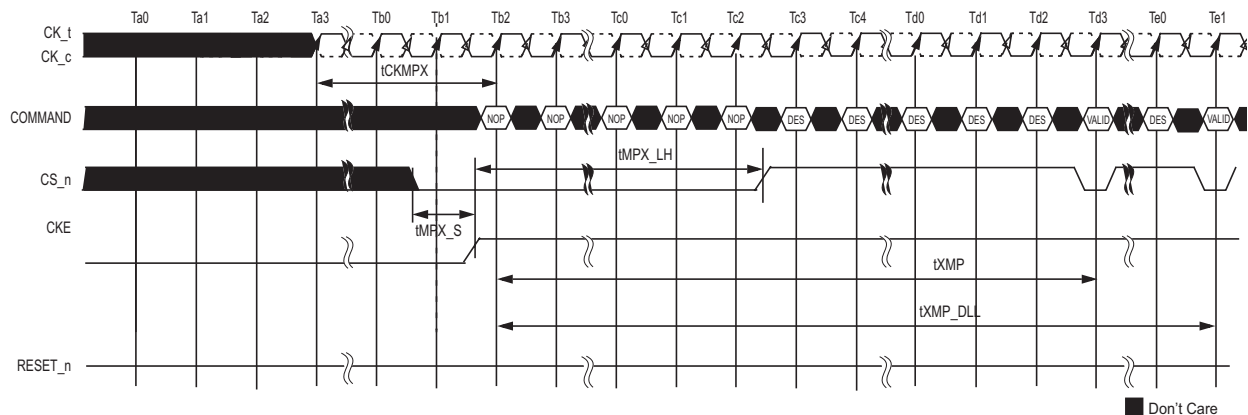 Ta0 Ta1 Ta2 Ta3 Tb0 Tb1 Tb2 Tb3 Tc0 Tc1 Tc2 Tc3 Tc4 Td0 Td1 Td2 Td3 Te0 Te1
CK_t
CK_c
tCKMPX
COMMAND NOP NOP NOP NOP NOP DES DES DES DES DES VALID DES VALID
tMPX_LH
CS_n
tMPX_S
CKE
tXMP
tXMP_DLL
RESET_n
Don't Care